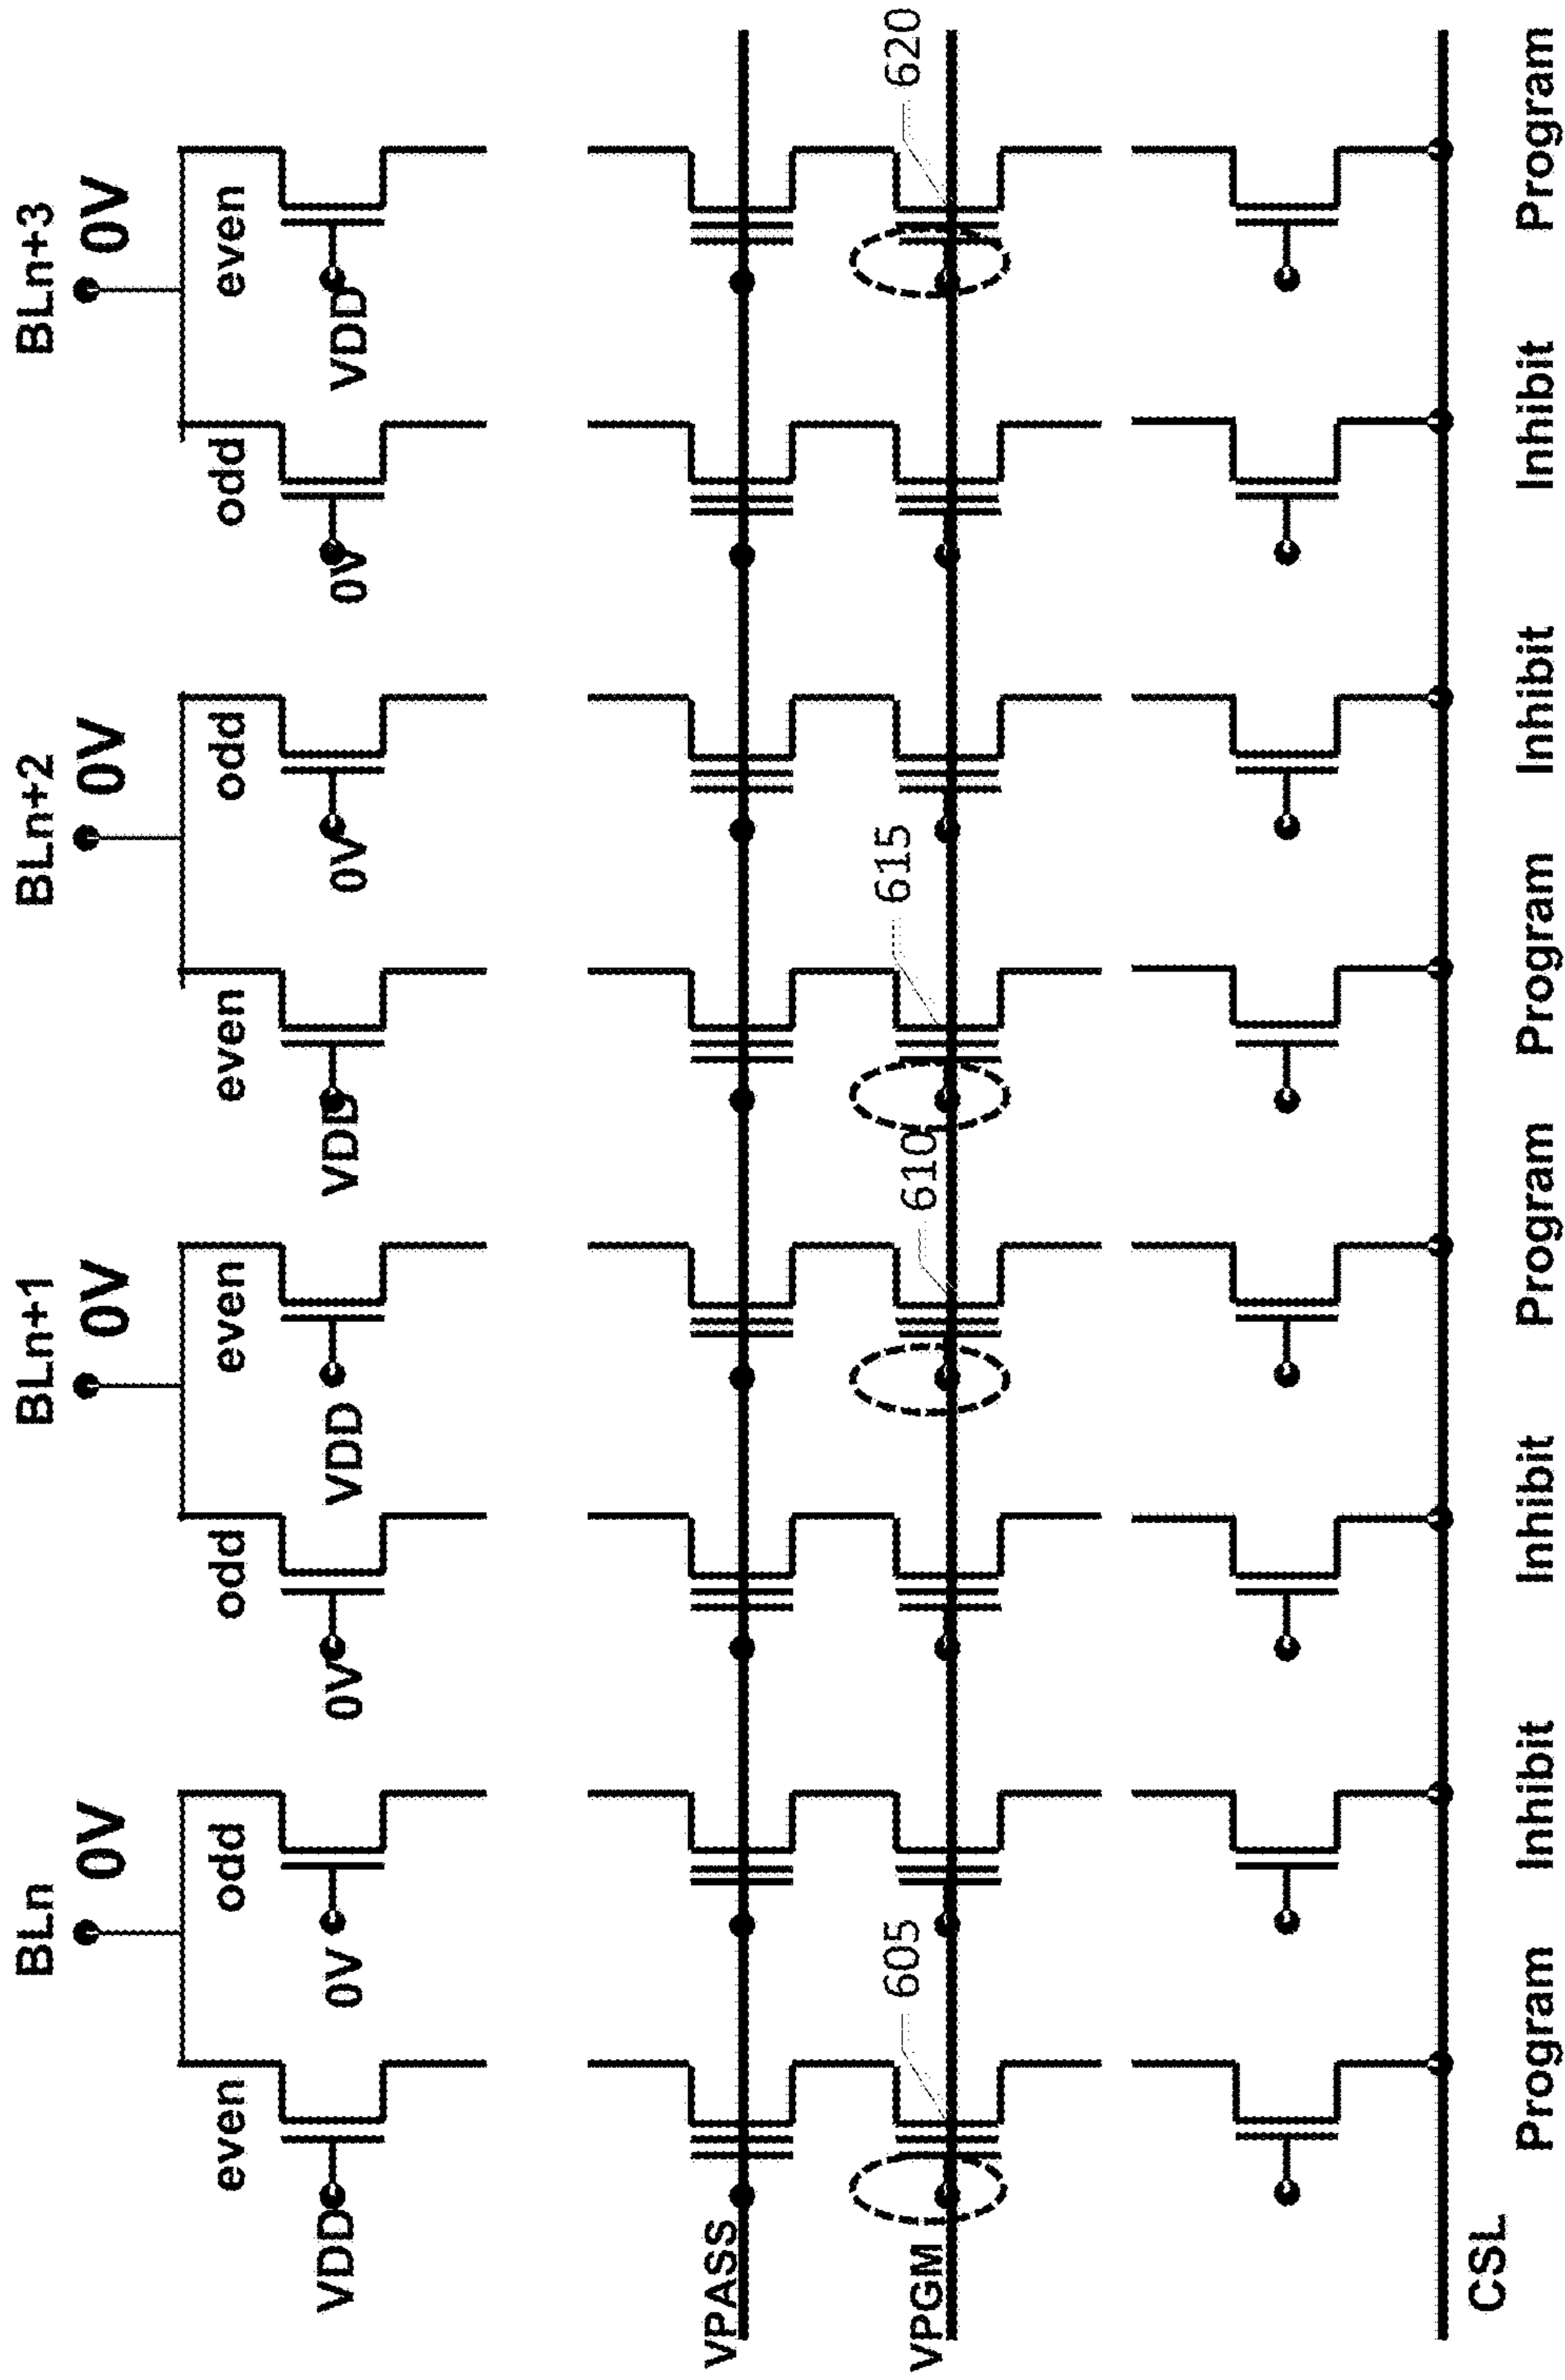 BLn BLn+1 BLn+2 BLn+3
0V 0V 0V 0V
even odd odd even even odd odd even
VDD 0V 0V VDD VDD 0V 0V VDD
VPASS
605 610 615 620
VPGM
CSL
Program Inhibit Inhibit Program Program Inhibit Inhibit Program